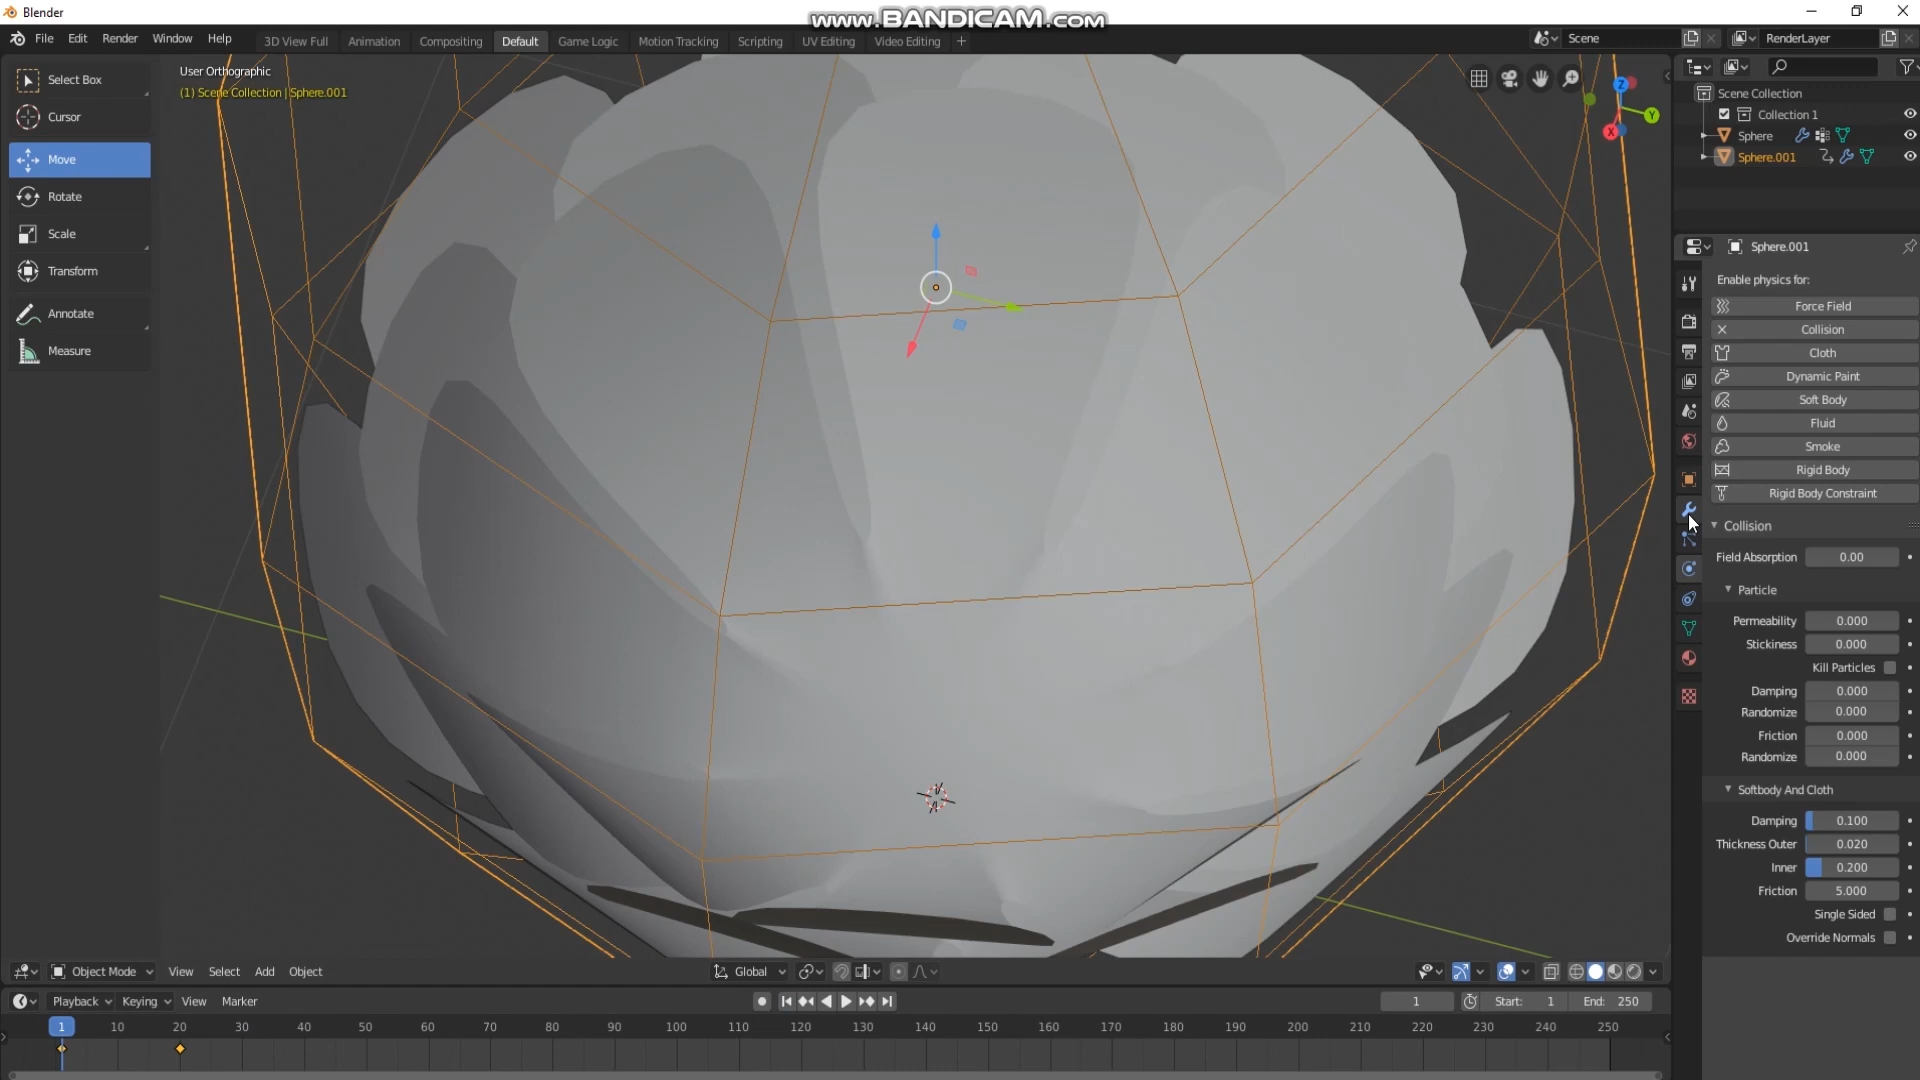 Blender
www.BANDICAM.com
File Edit Render Window Help
3D View Full Animation Compositing Default Game Logic Motion Tracking Scripting UV Editing Video Editing +
Scene
RenderLayer
Select Box
Cursor
Move
Rotate
Scale
Transform
Annotate
Measure
User Orthographic
(1) Scene Collection | Sphere.001
Z
Y
X
Scene Collection
Collection 1
Sphere
Sphere.001
Sphere.001
Enable physics for:
Force Field
Collision
Cloth
Dynamic Paint
Soft Body
Fluid
Smoke
Rigid Body
Rigid Body Constraint
Collision
Field Absorption 0.00
Particle
Permeability 0.000
Stickiness 0.000
Kill Particles
Damping 0.000
Randomize 0.000
Friction 0.000
Randomize 0.000
Softbody And Cloth
Damping 0.100
Thickness Outer 0.020
Inner 0.200
Friction 5.000
Single Sided
Override Normals
Object Mode View Select Add Object
Global
Playback Keying View Marker
1 Start: 1 End: 250
1 10 20 30 40 50 60 70 80 90 100 110 120 130 140 150 160 170 180 190 200 210 220 230 240 250